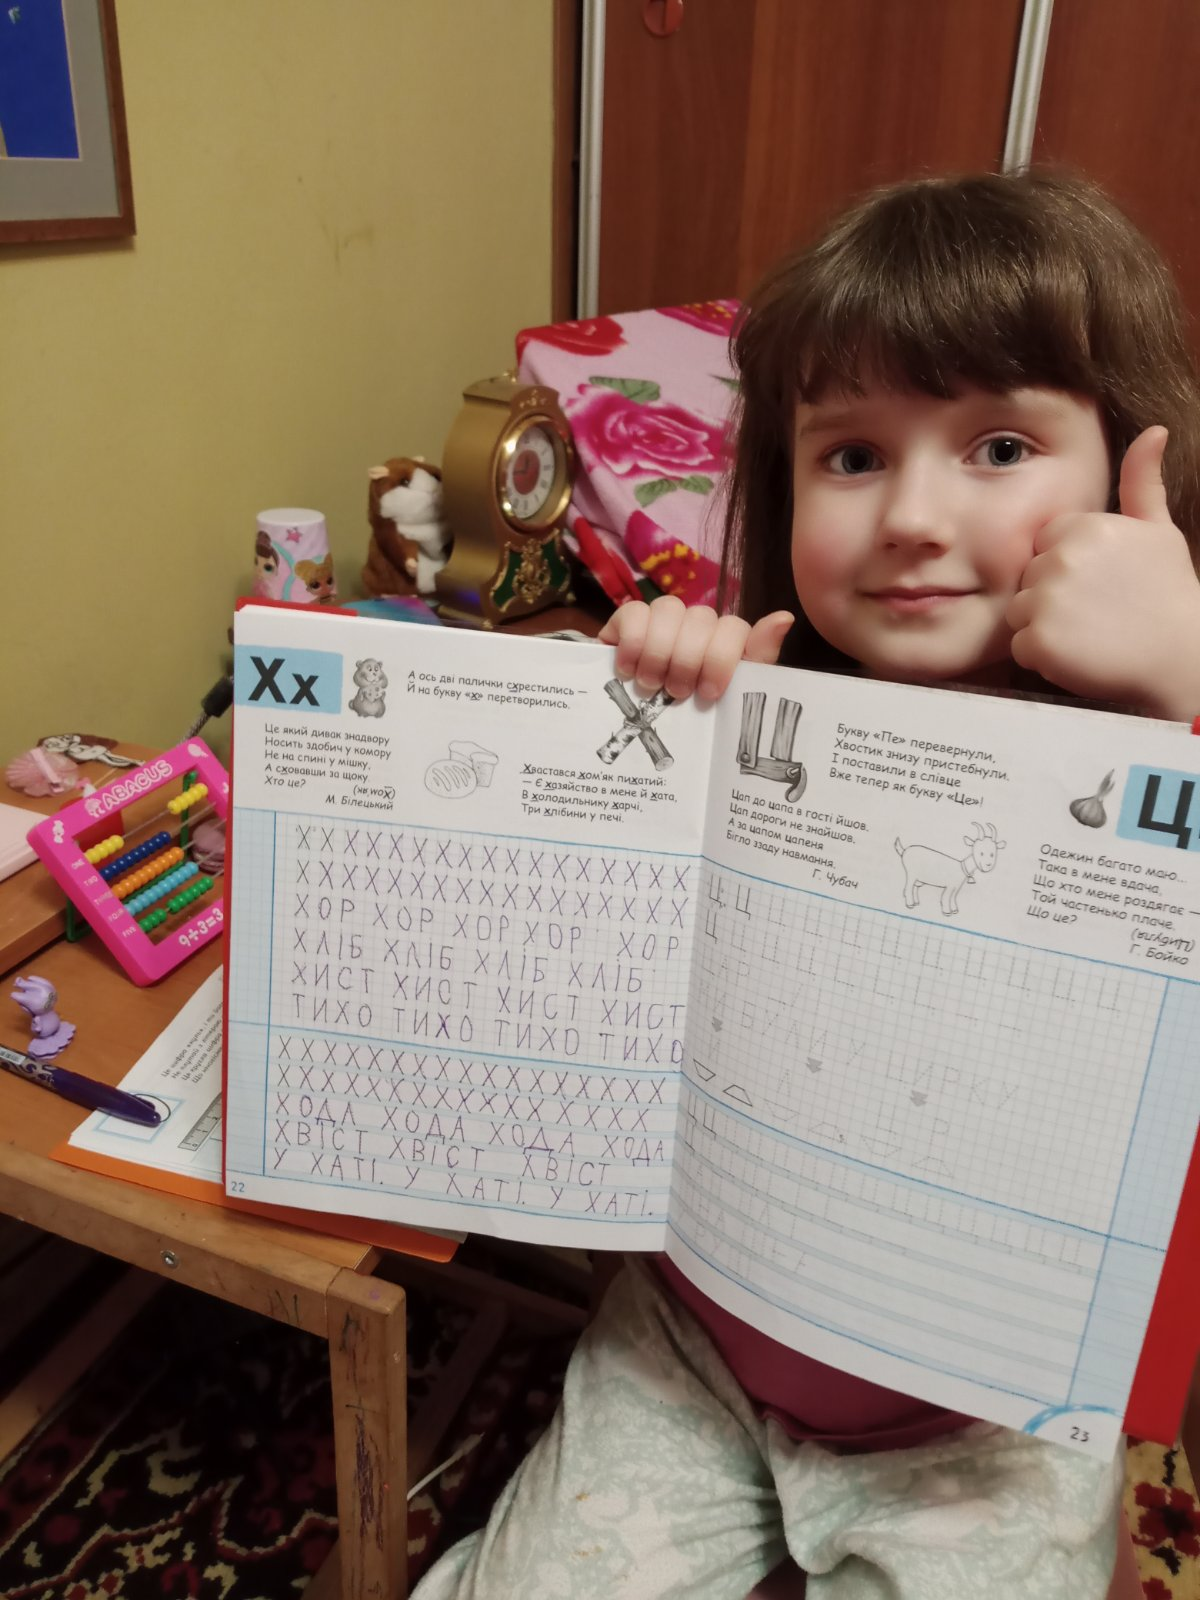 ABACUS
ONE
TWO
FOUR
FIVE
9÷3=3
Хх
А ось дві палички схрестились —
Й на букву «х» перетворились.
Це який дивак знадвору
Носить здобич у комору
Не на спині у мішку,
А сховавши за щоку.
Хто це?
(Хом'як)
М. Білецький
Хвастався хом'як пихатий:
— Є хазяйство в мене й хата,
В холодильнику харчі,
Три хлібини у печі.
Х Х Х Х Х Х Х Х Х Х Х Х Х Х Х Х
Х Х Х Х Х Х Х Х Х Х Х Х Х Х Х Х
ХОР ХОР ХОР ХОР ХОР
ХЛІБ ХЛІБ ХЛІБ ХЛІБ
ХИСТ ХИСТ ХИСТ ХИСТ
ТИХО ТИХО ТИХО ТИХО
Х Х Х Х Х Х Х Х Х Х Х Х Х Х Х Х Х
Х Х Х Х Х Х Х Х Х Х Х Х Х Х Х Х
ХОДА ХОДА ХОДА ХОДА
ХВІСТ ХВІСТ ХВІСТ
У ХАТІ. У ХАТІ. У ХАТІ.
22
Ц
Букву «Пе» перевернули,
Хвостик знизу пристебнули.
І поставили в слівце
Вже тепер як букву «Це»!
Цап до цапа в гості йшов.
Цап дороги не знайшов.
А за цапом цапеня
Бігло ззаду навмання.
Г. Чубач
Ц
Одежин багато маю...
Така в мене вдача,
Що хто мене роздягає —
Той частенько плаче.
Що це?
(Цибуля)
Г. Бойко
Ц Ц Ц Ц Ц Ц Ц Ц Ц Ц Ц Ц
23